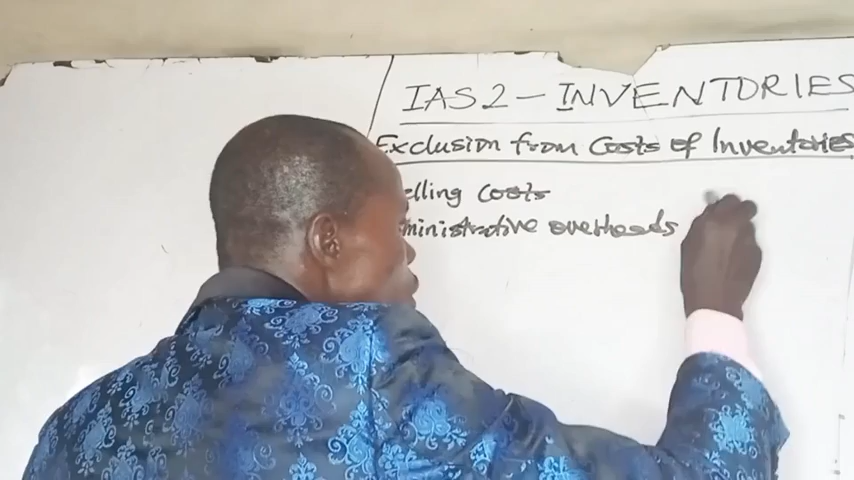 IAS 2 - INVENTORIES
Exclusion from Costs of Inventories
elling costs
ministrative overheads